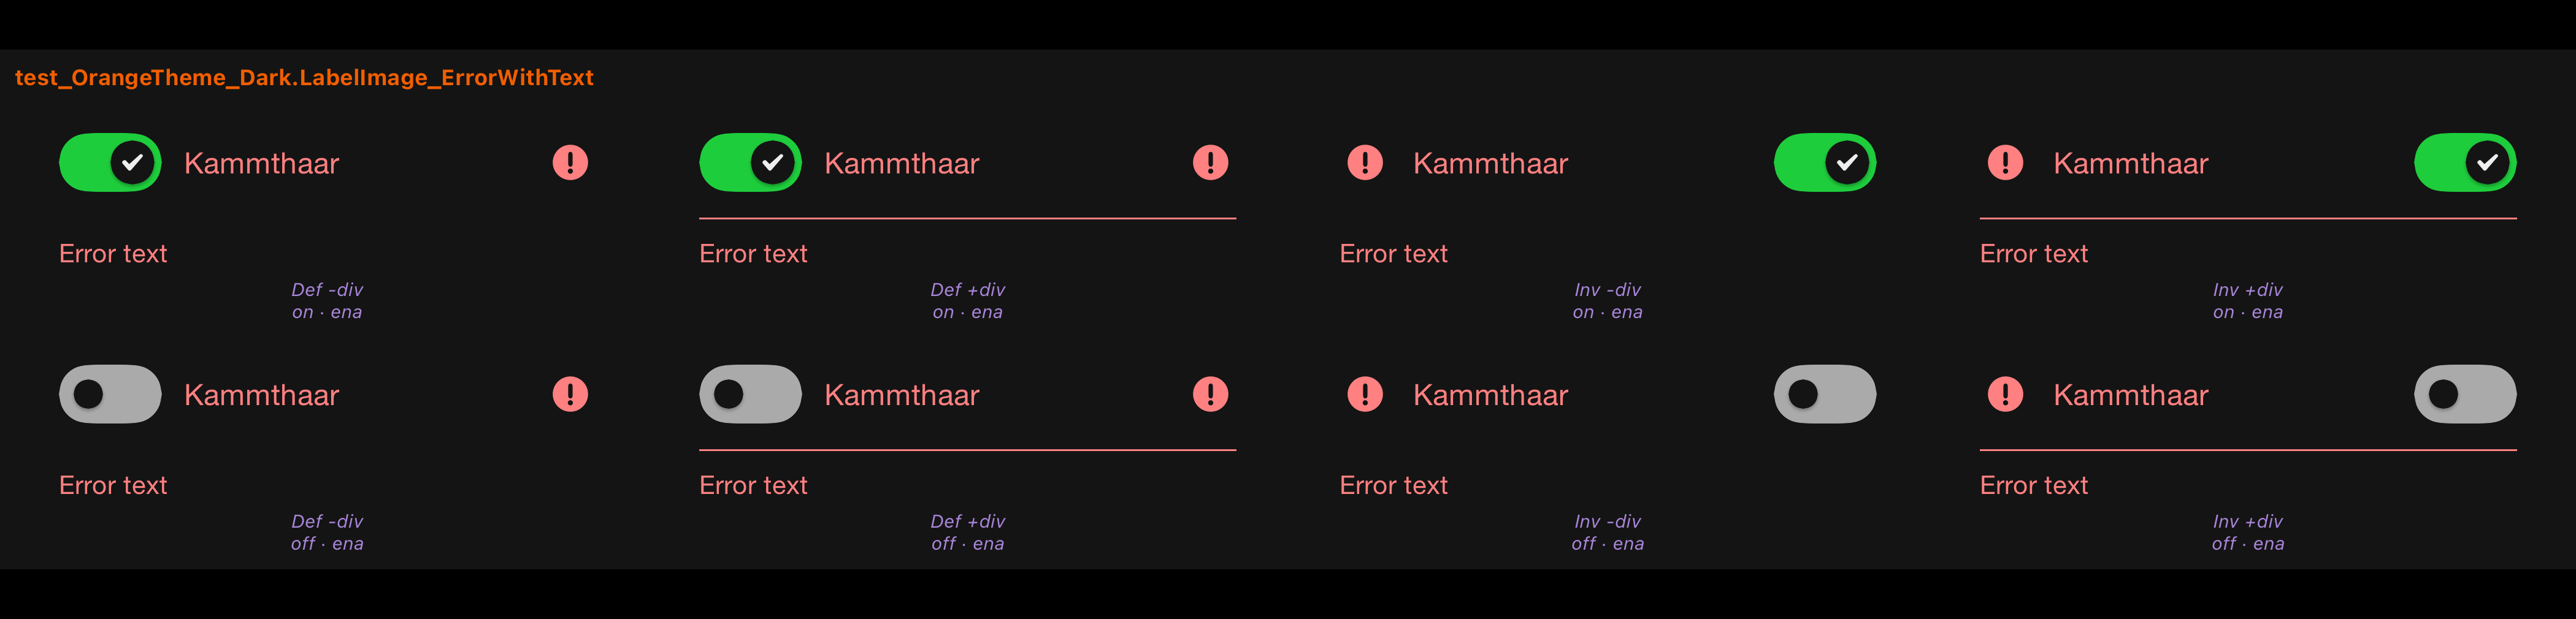 test_OrangeTheme_Dark.LabelImage_ErrorWithText
Kammthaar
Kammthaar
Kammthaar
Kammthaar
Error text
Error text
Error text
Error text
Def -div
on · ena
Def +div
on · ena
Inv -div
on · ena
Inv +div
on · ena
Kammthaar
Kammthaar
Kammthaar
Kammthaar
Error text
Error text
Error text
Error text
Def -div
off · ena
Def +div
off · ena
Inv -div
off · ena
Inv +div
off · ena